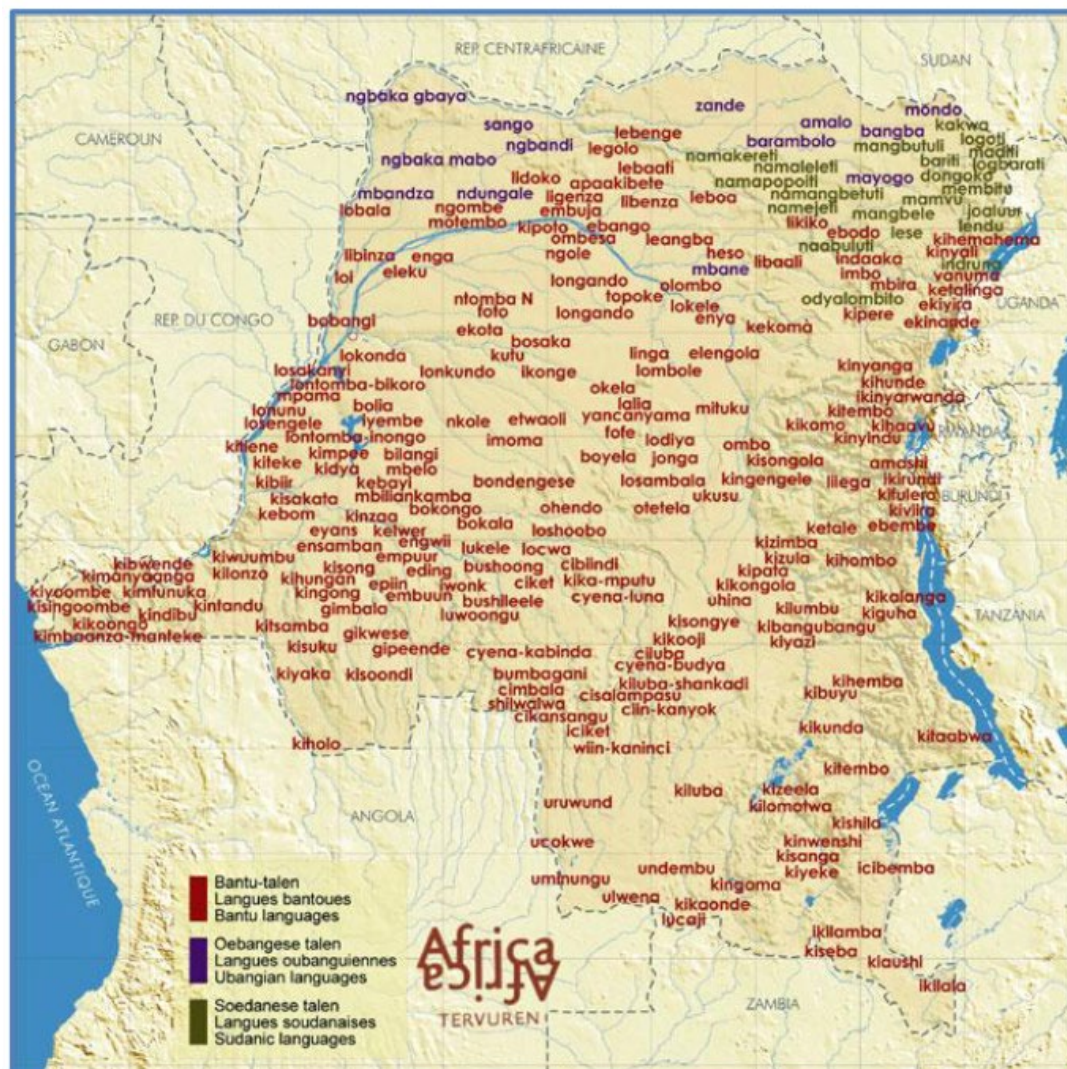 REP. CENTRAFRICAINE
SUDAN
CAMEROUN
REP. DU CONGO
GABON
UGANDA
RWANDA
BURUNDI
TANZANIA
ANGOLA
ZAMBIA
OCEAN ATLANTIQUE
ngbaka gbaya
zande
mondo
sango
lebenge
amalo
kakwa
ngbandi
legolo
barambolo
bangba
logoti
mangbutuli
maditi
ngbaka mabo
lebaati
namakereti
namaleleti
bariti
logbarati
lidoko
apaakibete
namapopoiti
mayogo
dongoko
membitu
mbandza
ndungale
ligenza
libenza
leboa
namangbetuti
mamvu
lobala
ngombe
embuja
namejeti
mangbele
joaluur
motembo
kipoto
ebango
likiko
ebodo
lese
lendu
ombesa
leangba
naabuluti
kihemahema
libinza
enga
ngole
heso
libaali
indaaka
kinyali
loi
eleku
mbane
imbo
indruna
yanuma
longando
olombo
mbira
ketalinga
ntomba N
topoke
lokele
odyalombito
ekiyira
foto
longando
enya
kipere
ekinande
bobangi
ekota
kekoma
bosaka
lokonda
kutu
linga
elengola
losakanyi
lonkundo
ikonge
lombole
kinyanga
lontomba-bikoro
okela
kihunde
mpama
ikinyarwanda
lonunu
bolia
lalia
mituku
kitembo
losengele
lyembe
nkole
etwaoli
yancanyama
kikomo
kihaavu
lontomba-inongo
imoma
fofe
lodiya
ombo
kinyindu
kitiene
kimpee
bilangi
boyela
jonga
kisongola
amashi
kiteke
kidya
mbelo
kingengele
lilega
ikirundi
kibiir
kebayi
bondengese
losambala
kifulera
kisakata
mbiliankamba
ukusu
kebom
kinzaa
bokongo
ohendo
otetela
kiviira
eyans
kelwer
bokala
loshoobo
ketale
ebembe
ensamban
engwii
lukele
locwa
kizimba
kibwende
kiwuumbu
empuur
bushoong
cibiindi
kizula
kihombo
kimanyaanga
kilonzo
kisong
eding
kipata
kihungan
epiin
iwonk
ciket
kika-mputu
kikongola
kiyoombe
kimfunuka
kingong
embuun
cyena-luna
uhina
kikalanga
kisingoombe
kintandu
gimbala
bushileele
kilumbu
kiguha
kindibu
luwoongu
kisongye
kibangubangu
kikoongo
kitsamba
gikwese
kikooji
kiyazi
kimbaanza-manteke
kisuku
gipeende
cyena-kabinda
ciluba
cyena-budya
kiyaka
kisoondi
bumbagani
kiluba-shankadi
kihemba
cimbala
cisalampasu
kibuyu
shilwalwa
ciin-kanyok
cikansangu
kikunda
iciket
kitaabwa
kiholo
wiin-kaninci
kitembo
kiluba
kizeela
uruwund
kilomotwa
kishila
ucokwe
kinwenshi
kisanga
undembu
kiyeke
icibemba
uminungu
kingoma
ulwena
kikaonde
lucaji
ikilamba
kiseba
kiaushi
ikilala
Bantu-talen
Langues bantoues
Bantu languages
Oebangese talen
Langues oubanguiennes
Ubangian languages
Soedanese talen
Langues soudanaises
Sudanic languages
Africa
Africa
TERVUREN